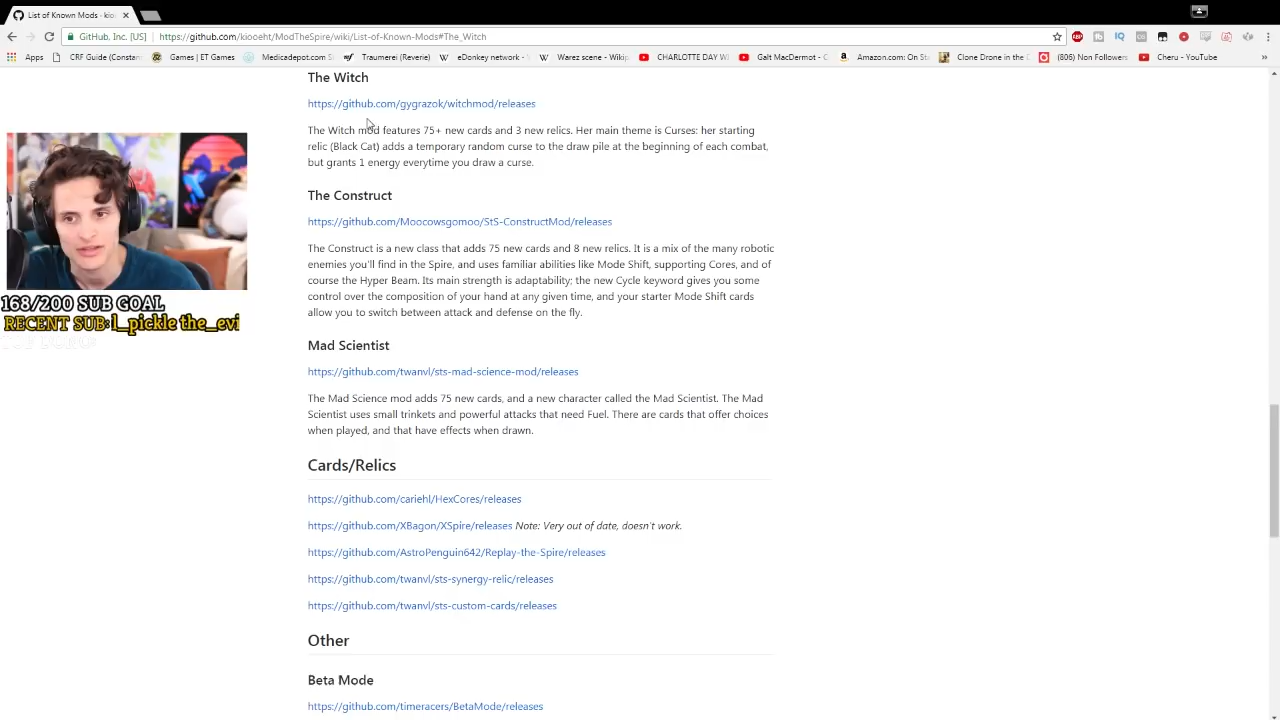 List of Known Mods · kio
GitHub, Inc. [US] | https://github.com/kiooeht/ModTheSpire/wiki/List-of-Known-Mods#The_Witch
Apps CRF Guide (Constan Games | ET Games Medicadepot.com - S Traumerei (Reverie) eDonkey network - W Warez scene - Wikip CHARLOTTE DAY W Galt MacDermot - C Amazon.com: On Sa Clone Drone in the D (806) Non Followers Cheru - YouTube »
The Witch
https://github.com/gygrazok/witchmod/releases
The Witch mod features 75+ new cards and 3 new relics. Her main theme is Curses: her starting
relic (Black Cat) adds a temporary random curse to the draw pile at the beginning of each combat,
but grants 1 energy everytime you draw a curse.
The Construct
https://github.com/Moocowsgomoo/StS-ConstructMod/releases
The Construct is a new class that adds 75 new cards and 8 new relics. It is a mix of the many robotic
enemies you'll find in the Spire, and uses familiar abilities like Mode Shift, supporting Cores, and of
course the Hyper Beam. Its main strength is adaptability; the new Cycle keyword gives you some
control over the composition of your hand at any given time, and your starter Mode Shift cards
allow you to switch between attack and defense on the fly.
168/200 SUB GOAL
RECENT SUB: l_pickle the_evi
Mad Scientist
https://github.com/twanvl/sts-mad-science-mod/releases
The Mad Science mod adds 75 new cards, and a new character called the Mad Scientist. The Mad
Scientist uses small trinkets and powerful attacks that need Fuel. There are cards that offer choices
when played, and that have effects when drawn.
Cards/Relics
https://github.com/cariehl/HexCores/releases
https://github.com/XBagon/XSpire/releases Note: Very out of date, doesn't work.
https://github.com/AstroPenguin642/Replay-the-Spire/releases
https://github.com/twanvl/sts-synergy-relic/releases
https://github.com/twanvl/sts-custom-cards/releases
Other
Beta Mode
https://github.com/timeracers/BetaMode/releases